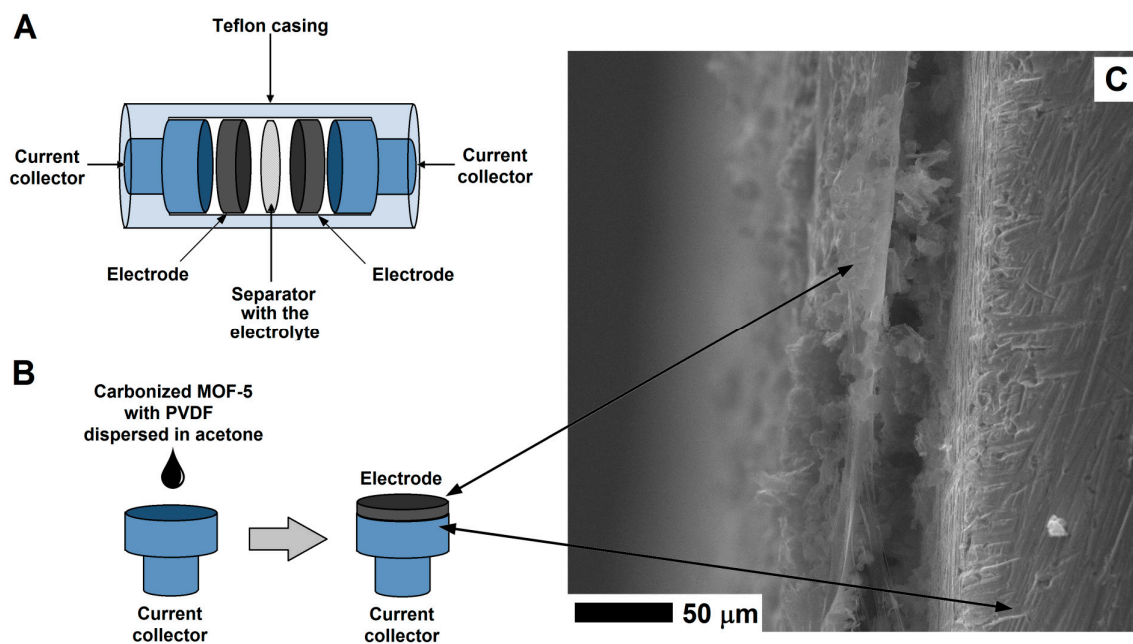 A
Teflon casing
Current
collector
Current
collector
Electrode
Separator
with the
electrolyte
Electrode
B
Carbonized MOF-5
with PVDF
dispersed in acetone
Electrode
Current
collector
Current
collector
C
50 μm